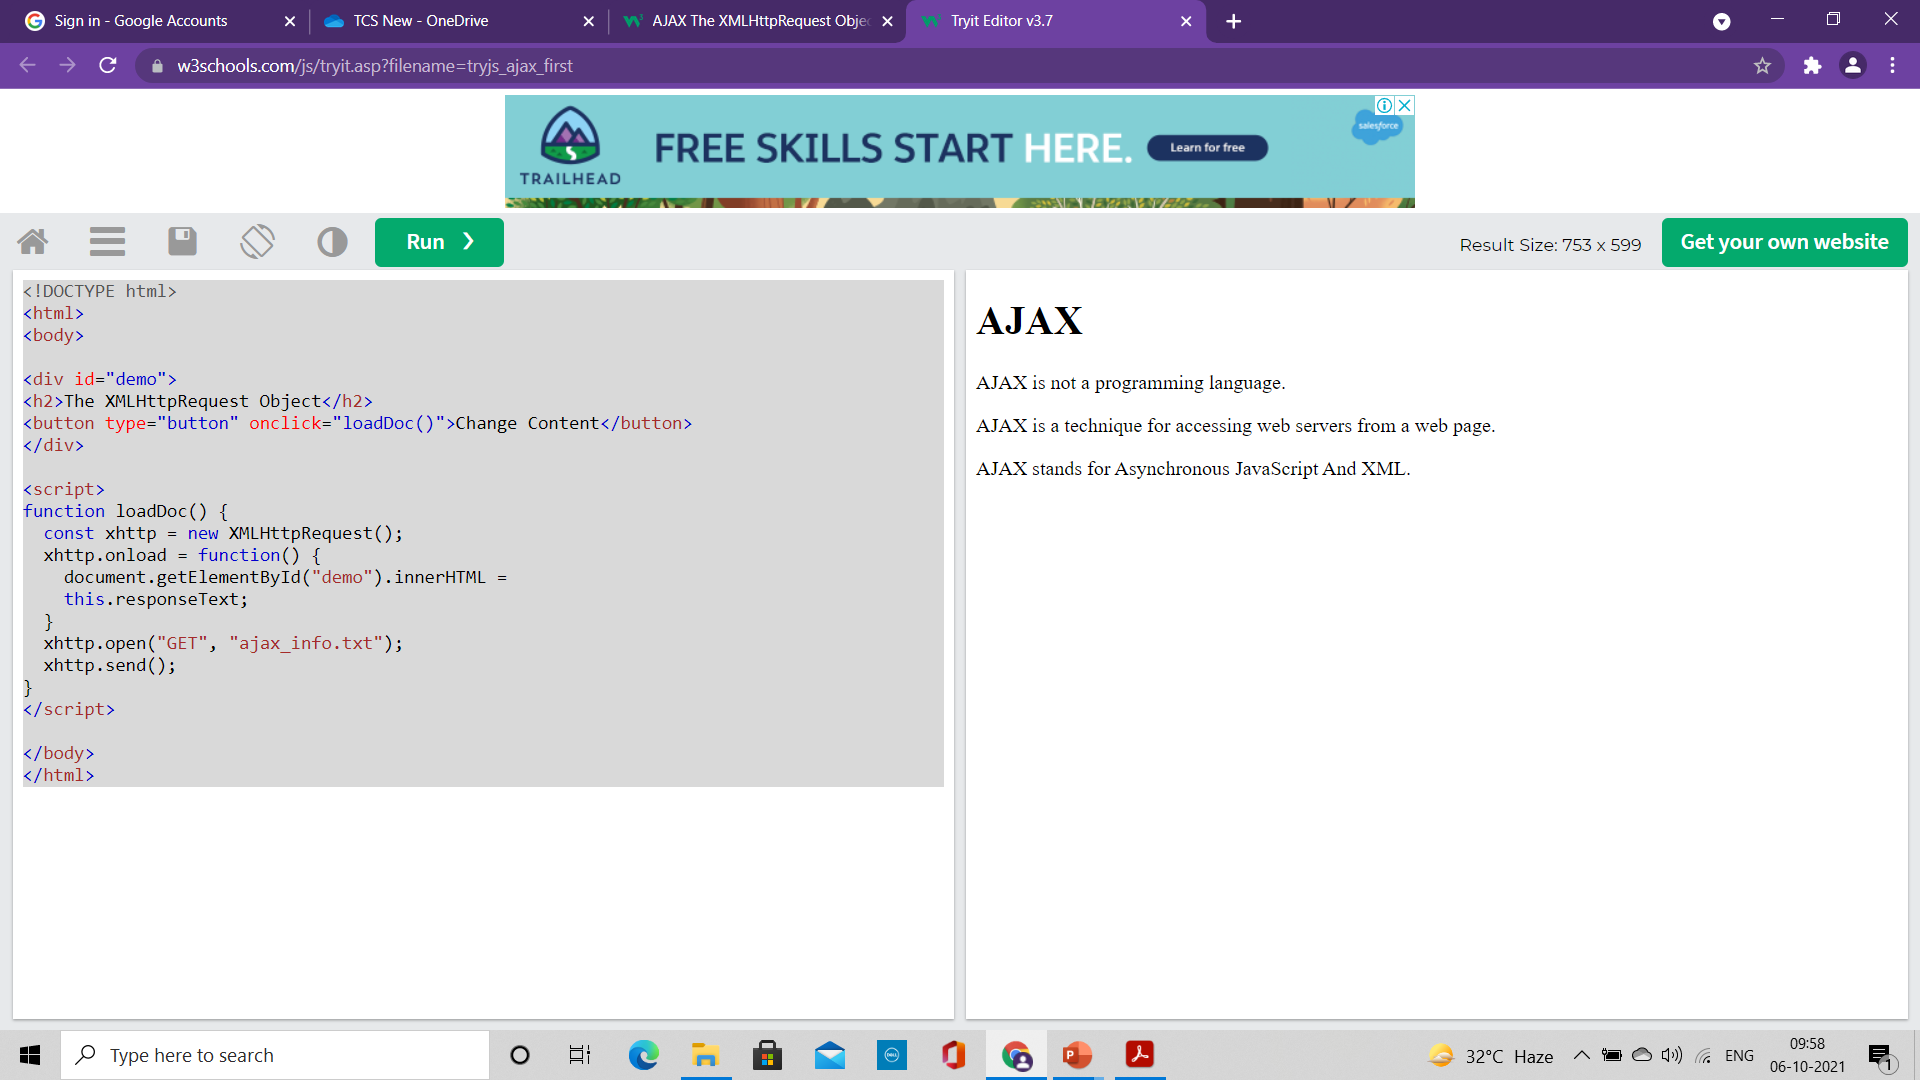 Sign in - Google Accounts
TCS New - OneDrive
AJAX The XMLHttpRequest Obje
Tryit Editor v3.7
w3schools.com/js/tryit.asp?filename=tryjs_ajax_first
TRAILHEAD
FREE SKILLS START HERE.
Learn for free
salesforce
Run ❯
Result Size: 753 x 599
Get your own website
<!DOCTYPE html>
<html>
<body>
<div id="demo">
<h2>The XMLHttpRequest Object</h2>
<button type="button" onclick="loadDoc()">Change Content</button>
</div>
<script>
function loadDoc() {
  const xhttp = new XMLHttpRequest();
  xhttp.onload = function() {
    document.getElementById("demo").innerHTML =
    this.responseText;
  }
  xhttp.open("GET", "ajax_info.txt");
  xhttp.send();
}
</script>
</body>
</html>
AJAX
AJAX is not a programming language.
AJAX is a technique for accessing web servers from a web page.
AJAX stands for Asynchronous JavaScript And XML.
Type here to search
DELL
32°C Haze
ENG
09:58
06-10-2021
1